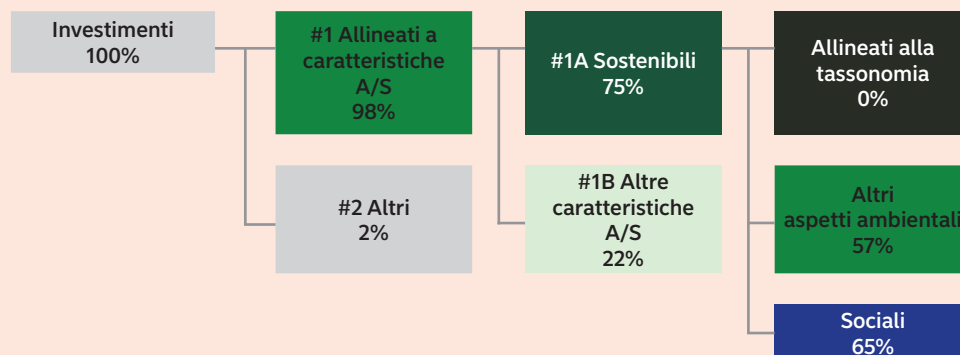 Investimenti
100%
#1 Allineati a
caratteristiche
A/S
98%
#1A Sostenibili
75%
Allineati alla
tassonomia
0%
#2 Altri
2%
#1B Altre
caratteristiche
A/S
22%
Altri
aspetti ambientali
57%
Sociali
65%